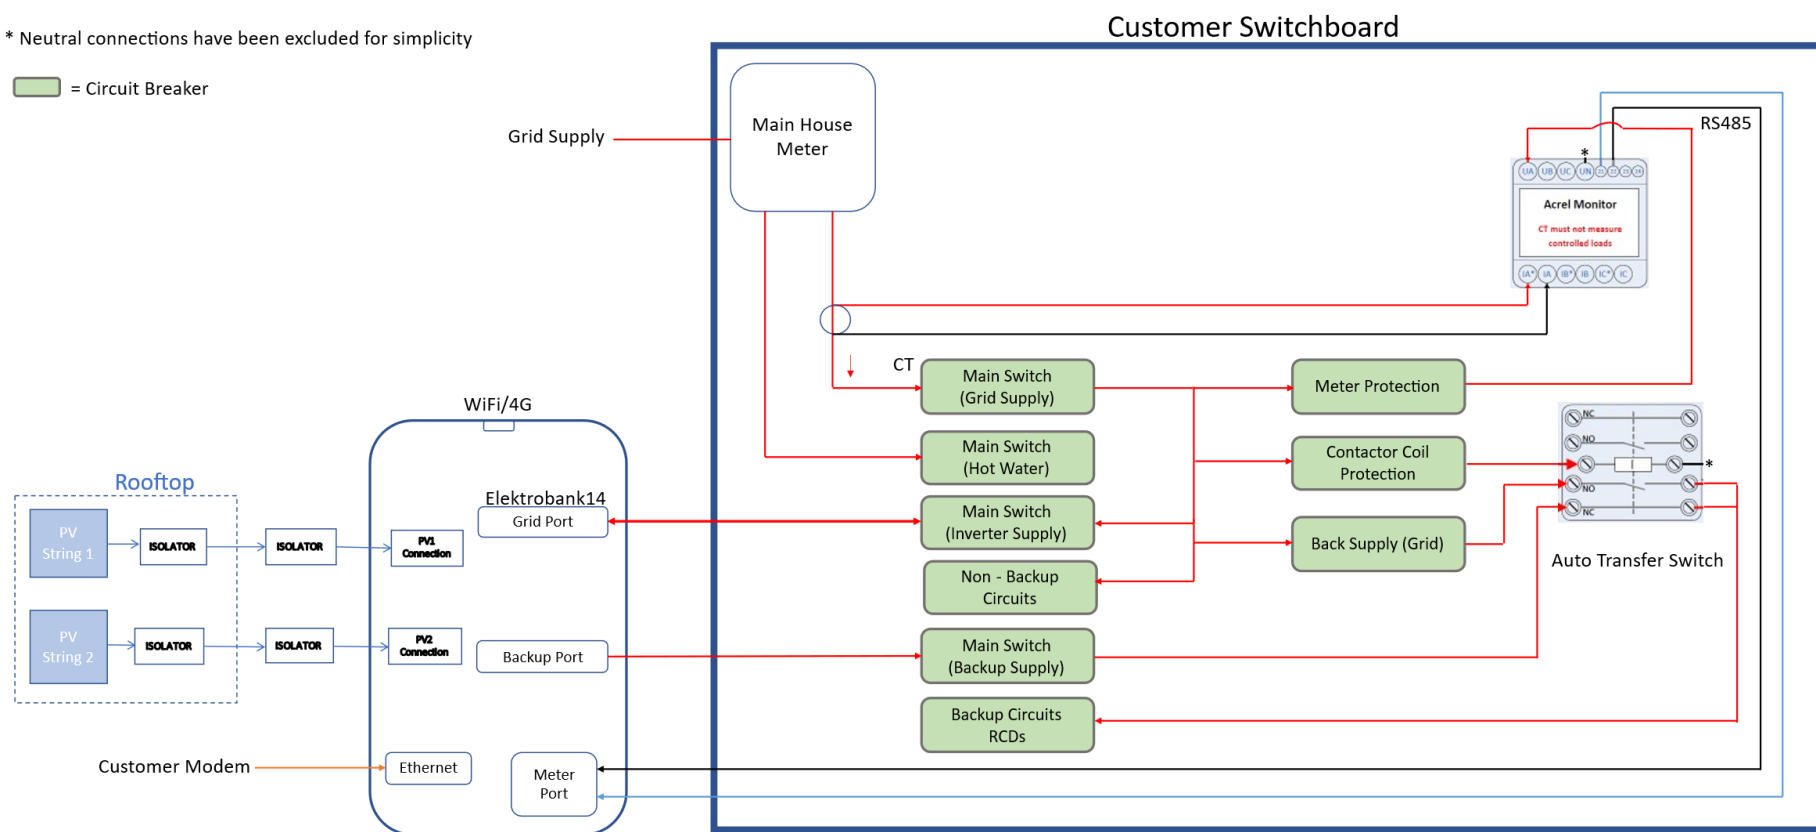 Customer Switchboard
* Neutral connections have been excluded for simplicity
= Circuit Breaker
Grid Supply
Main House
Meter
RS485
*
UA UB UC UN 21 22 23 24
Acrel Monitor
CT must not measure
controlled loads
IA* IA IB* IB IC* IC
CT
Main Switch
(Grid Supply)
Meter Protection
WiFi/4G
Main Switch
(Hot Water)
Contactor Coil
Protection
NC
NO
*
NO
NC
Rooftop
Elektrobank14
Grid Port
Main Switch
(Inverter Supply)
Back Supply (Grid)
Auto Transfer Switch
PV
String 1
ISOLATOR
ISOLATOR
PV1
Connection
Non - Backup
Circuits
PV
String 2
ISOLATOR
ISOLATOR
PV2
Connection
Backup Port
Main Switch
(Backup Supply)
Backup Circuits
RCDs
Customer Modem
Ethernet
Meter
Port